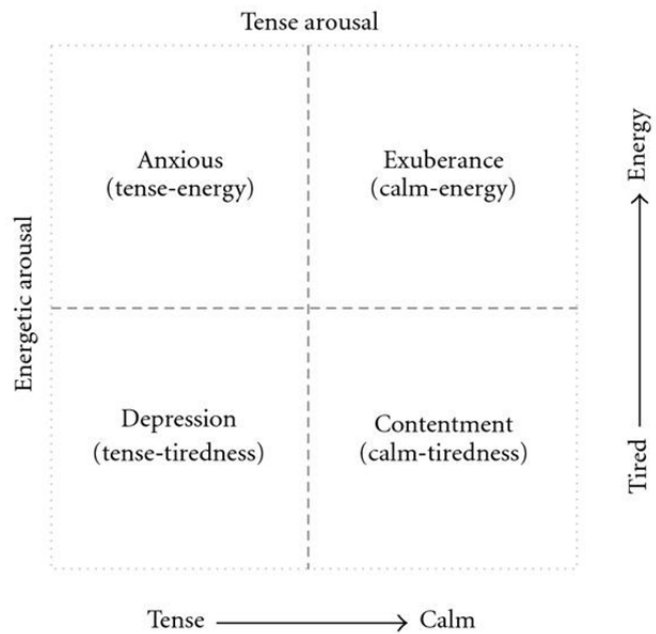 Tense arousal
Anxious
(tense-energy)
Exuberance
(calm-energy)
Energetic arousal
Energy
Depression
(tense-tiredness)
Contentment
(calm-tiredness)
Tired
Tense
Calm